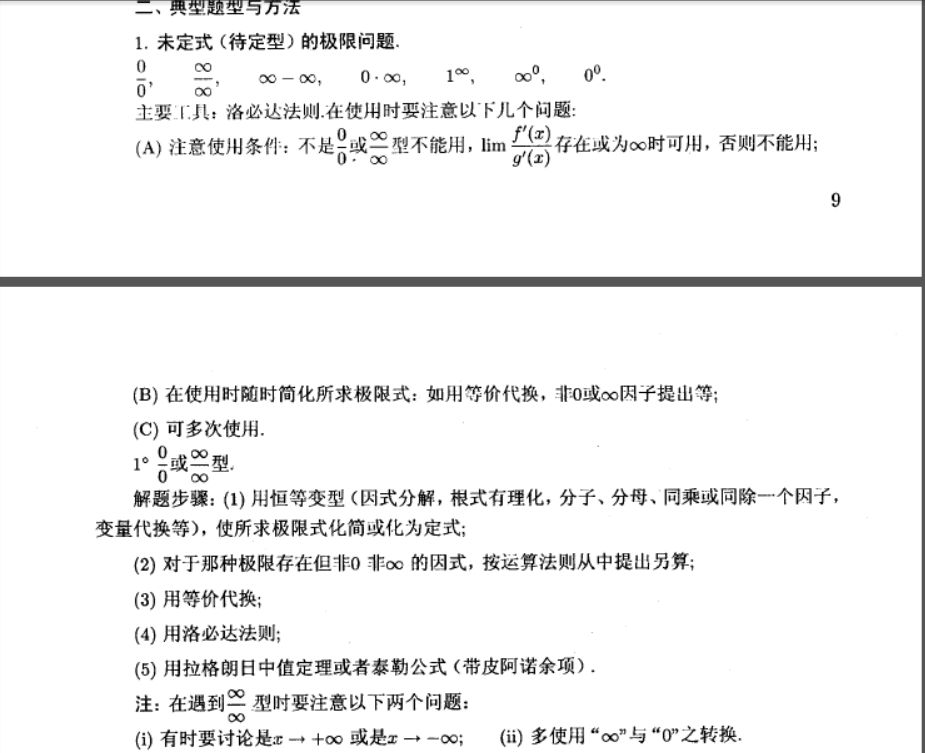 二、典型题型与方法
1. 未定式（待定型）的极限问题.
0/0, ∞/∞, ∞ − ∞, 0 · ∞, 1^∞, ∞^0, 0^0.
主要工具：洛必达法则.在使用时要注意以下几个问题:
(A) 注意使用条件：不是0/0或∞/∞型不能用，lim f′(x)/g′(x) 存在或为∞时可用，否则不能用;
9
(B) 在使用时随时简化所求极限式：如用等价代换，非0或∞因子提出等;
(C) 可多次使用.
1° 0/0或∞/∞型.
解题步骤：(1) 用恒等变型（因式分解，根式有理化，分子、分母、同乘或同除一个因子，
变量代换等），使所求极限式化简或化为定式;
(2) 对于那种极限存在但非0 非∞ 的因式，按运算法则从中提出另算;
(3) 用等价代换;
(4) 用洛必达法则;
(5) 用拉格朗日中值定理或者泰勒公式（带皮阿诺余项）.
注：在遇到∞/∞ 型时要注意以下两个问题：
(i) 有时要讨论是x → +∞ 或是x → −∞; (ii) 多使用“∞”与“0”之转换.